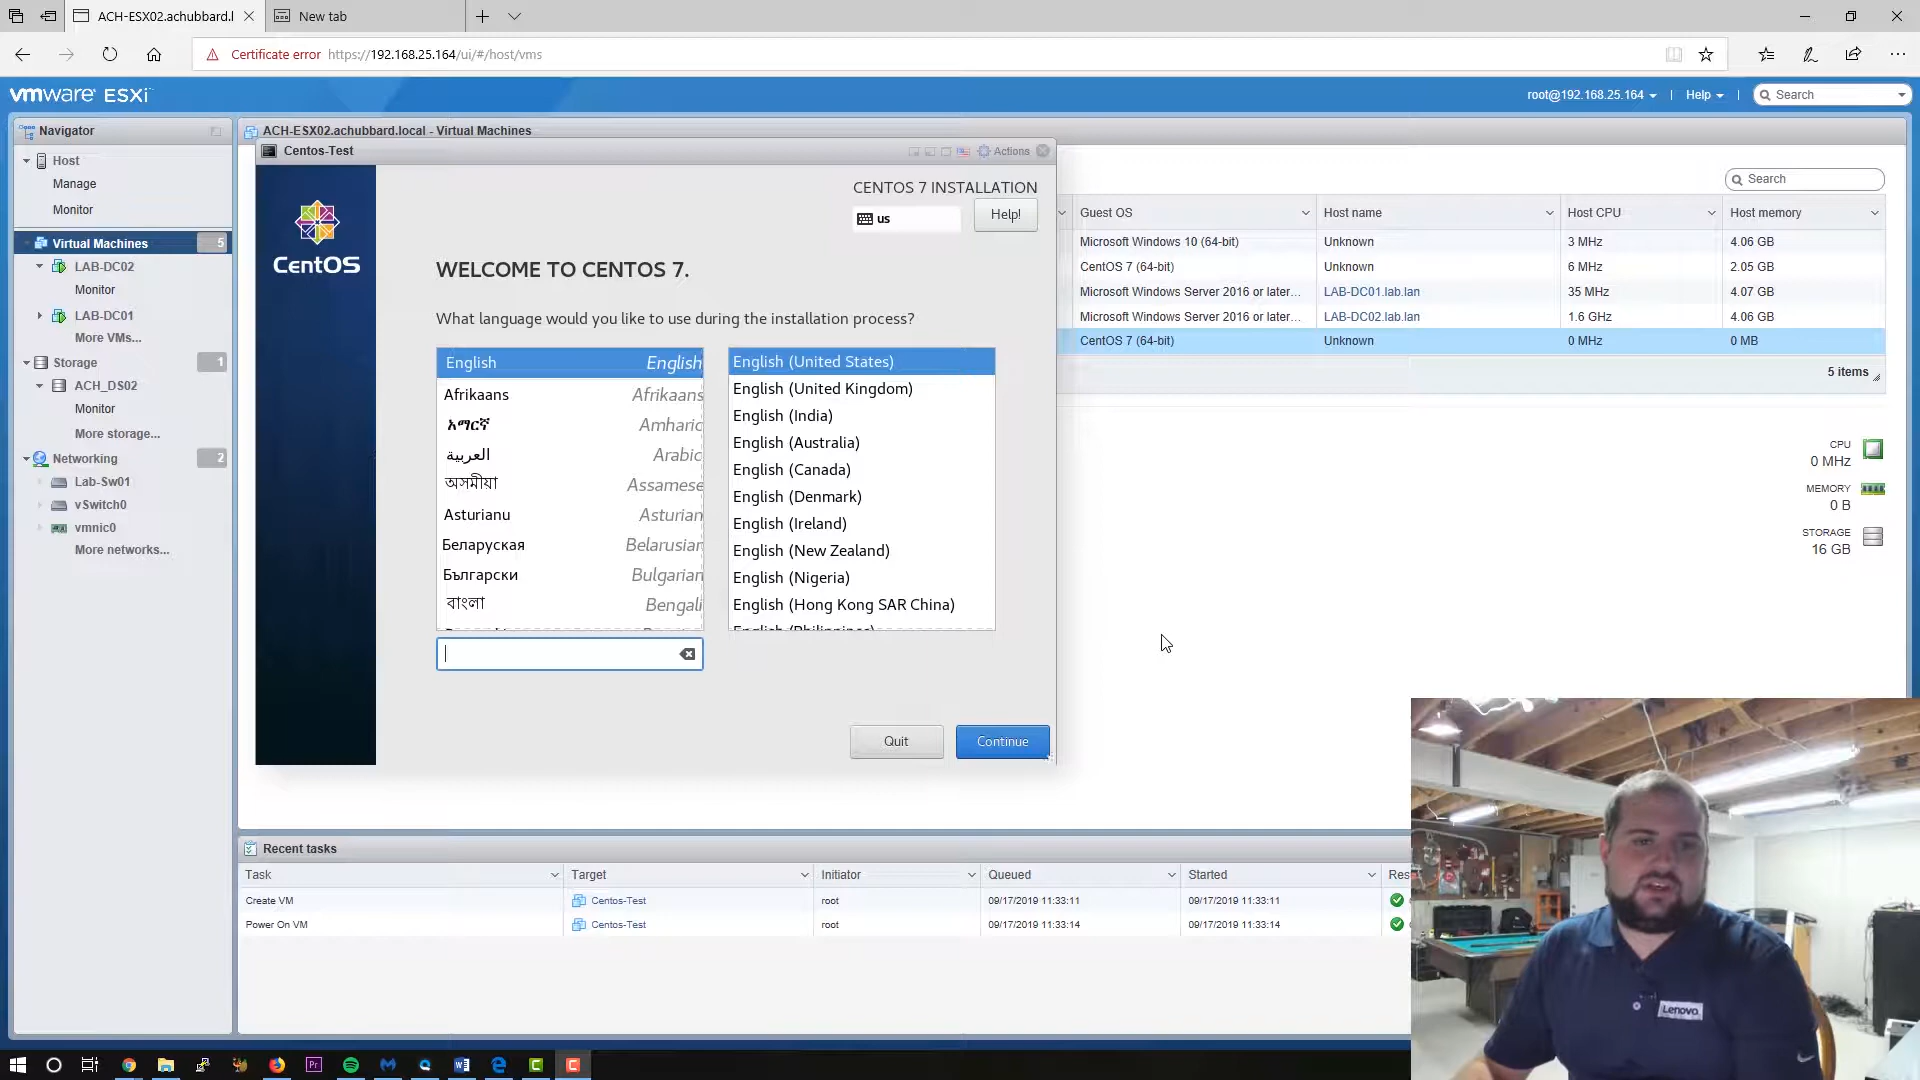 ACH-ESX02.achubbard.l
New tab
Certificate error https://192.168.25.164/ui/#/host/vms
vmware ESXi
root@192.168.25.164
Help
Search
Navigator
Host
Manage
Monitor
Virtual Machines 5
LAB-DC02
Monitor
LAB-DC01
More VMs...
Storage 1
ACH_DS02
Monitor
More storage...
Networking 2
Lab-Sw01
vSwitch0
vmnic0
More networks...
ACH-ESX02.achubbard.local - Virtual Machines
Centos-Test
Actions
CentOS
CENTOS 7 INSTALLATION
us
Help!
WELCOME TO CENTOS 7.
What language would you like to use during the installation process?
English English
Afrikaans Afrikaans
አማርኛ Amharic
العربية Arabic
অসমীয়া Assamese
Asturianu Asturian
Беларуская Belarusian
Български Bulgarian
বাংলা Bengali
English (United States)
English (United Kingdom)
English (India)
English (Australia)
English (Canada)
English (Denmark)
English (Ireland)
English (New Zealand)
English (Nigeria)
English (Hong Kong SAR China)
English (Philippines)
Quit
Continue
Search
Guest OS Host name Host CPU Host memory
Microsoft Windows 10 (64-bit) Unknown 3 MHz 4.06 GB
CentOS 7 (64-bit) Unknown 6 MHz 2.05 GB
Microsoft Windows Server 2016 or later... LAB-DC01.lab.lan 35 MHz 4.07 GB
Microsoft Windows Server 2016 or later... LAB-DC02.lab.lan 1.6 GHz 4.06 GB
CentOS 7 (64-bit) Unknown 0 MHz 0 MB
5 items
CPU
0 MHz
MEMORY
0 B
STORAGE
16 GB
Recent tasks
Task Target Initiator Queued Started Res
Create VM Centos-Test root 09/17/2019 11:33:11 09/17/2019 11:33:11
Power On VM Centos-Test root 09/17/2019 11:33:14 09/17/2019 11:33:14
Lenovo
Pr